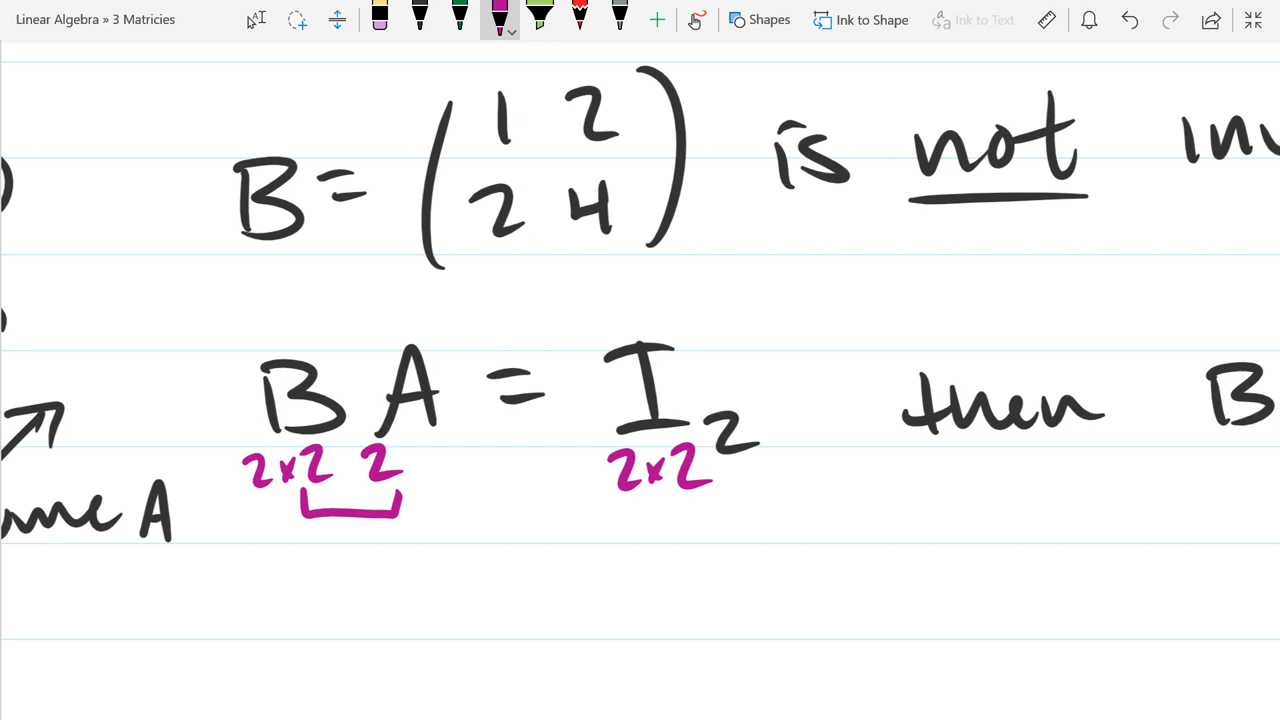 Linear Algebra » 3 Matricies
Shapes
Ink to Shape
Ink to Text
B = ( 1 2
2 4 ) is not
B A = I2 then B
2×2 2 2×2
A